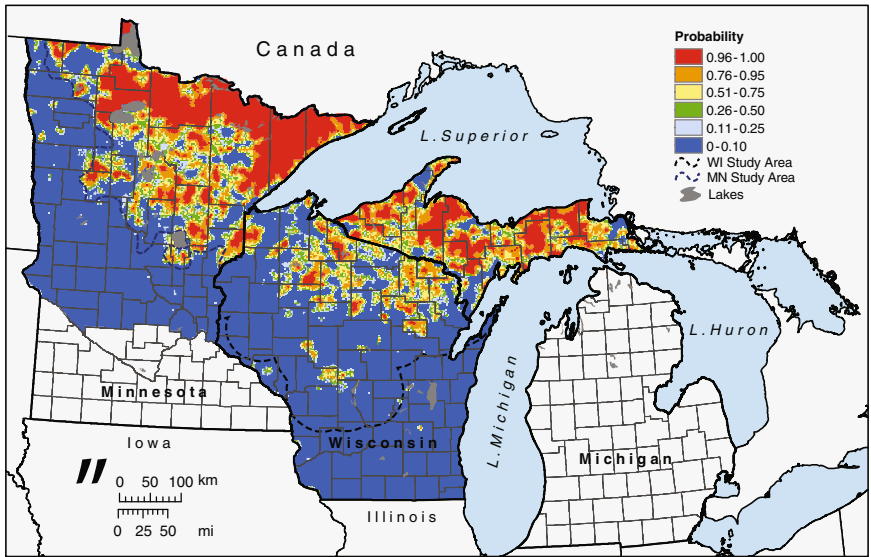 Canada
Probability
0.96-1.00
0.76-0.95
0.51-0.75
0.26-0.50
0.11-0.25
0-0.10
WI Study Area
MN Study Area
Lakes
L.Superior
L.Huron
L.Michigan
Minnesota
Iowa
Wisconsin
Michigan
Illinois
0 50 100 km
0 25 50 mi